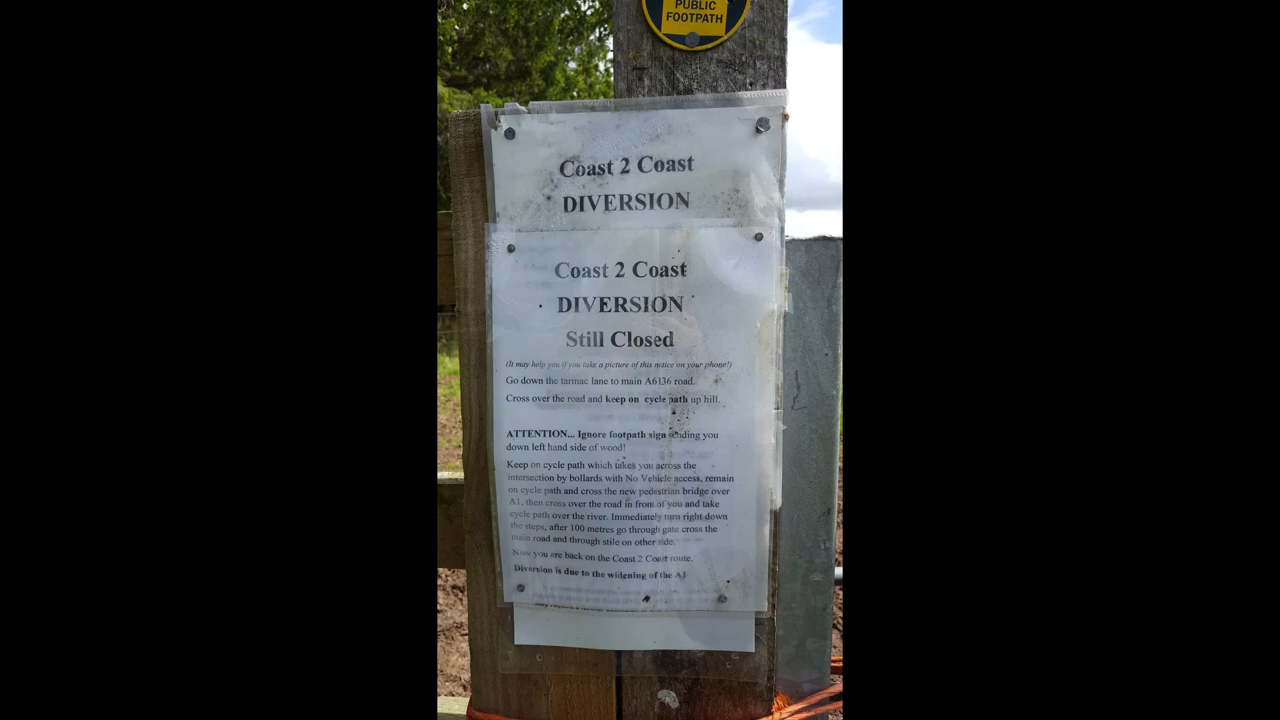 PUBLIC
FOOTPATH
Coast 2 Coast
DIVERSION
Coast 2 Coast
DIVERSION
Still Closed
(It may help you if you take a picture of this notice on your phone!)
Go down the tarmac lane to main A6136 road.
Cross over the road and keep on cycle path up hill.
ATTENTION... Ignore footpath sign sending you
down left hand side of wood!
Keep on cycle path which takes you across the
intersection by bollards with No Vehicle access, remain
on cycle path and cross the new pedestrian bridge over
A1, then cross over the road in front of you and take
cycle path over the river. Immediately turn right down
the steps, after 100 metres go through gate cross the
main road and through stile on other side.
Now you are back on the Coast 2 Coast route.
Diversion is due to the widening of the A1